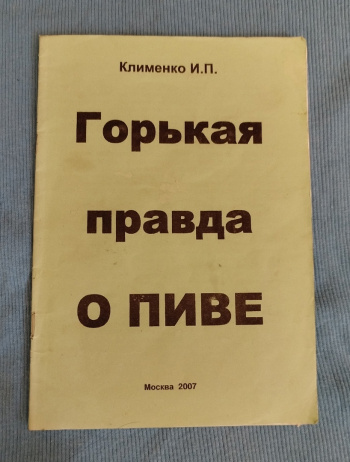 Клименко И.П.
Горькая
правда
О ПИВЕ
Москва 2007